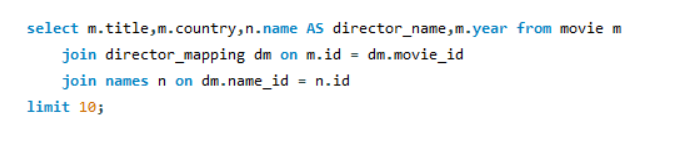 select m.title,m.country,n.name AS director_name,m.year from movie m
join director_mapping dm on m.id = dm.movie_id
join names n on dm.name_id = n.id
limit 10;